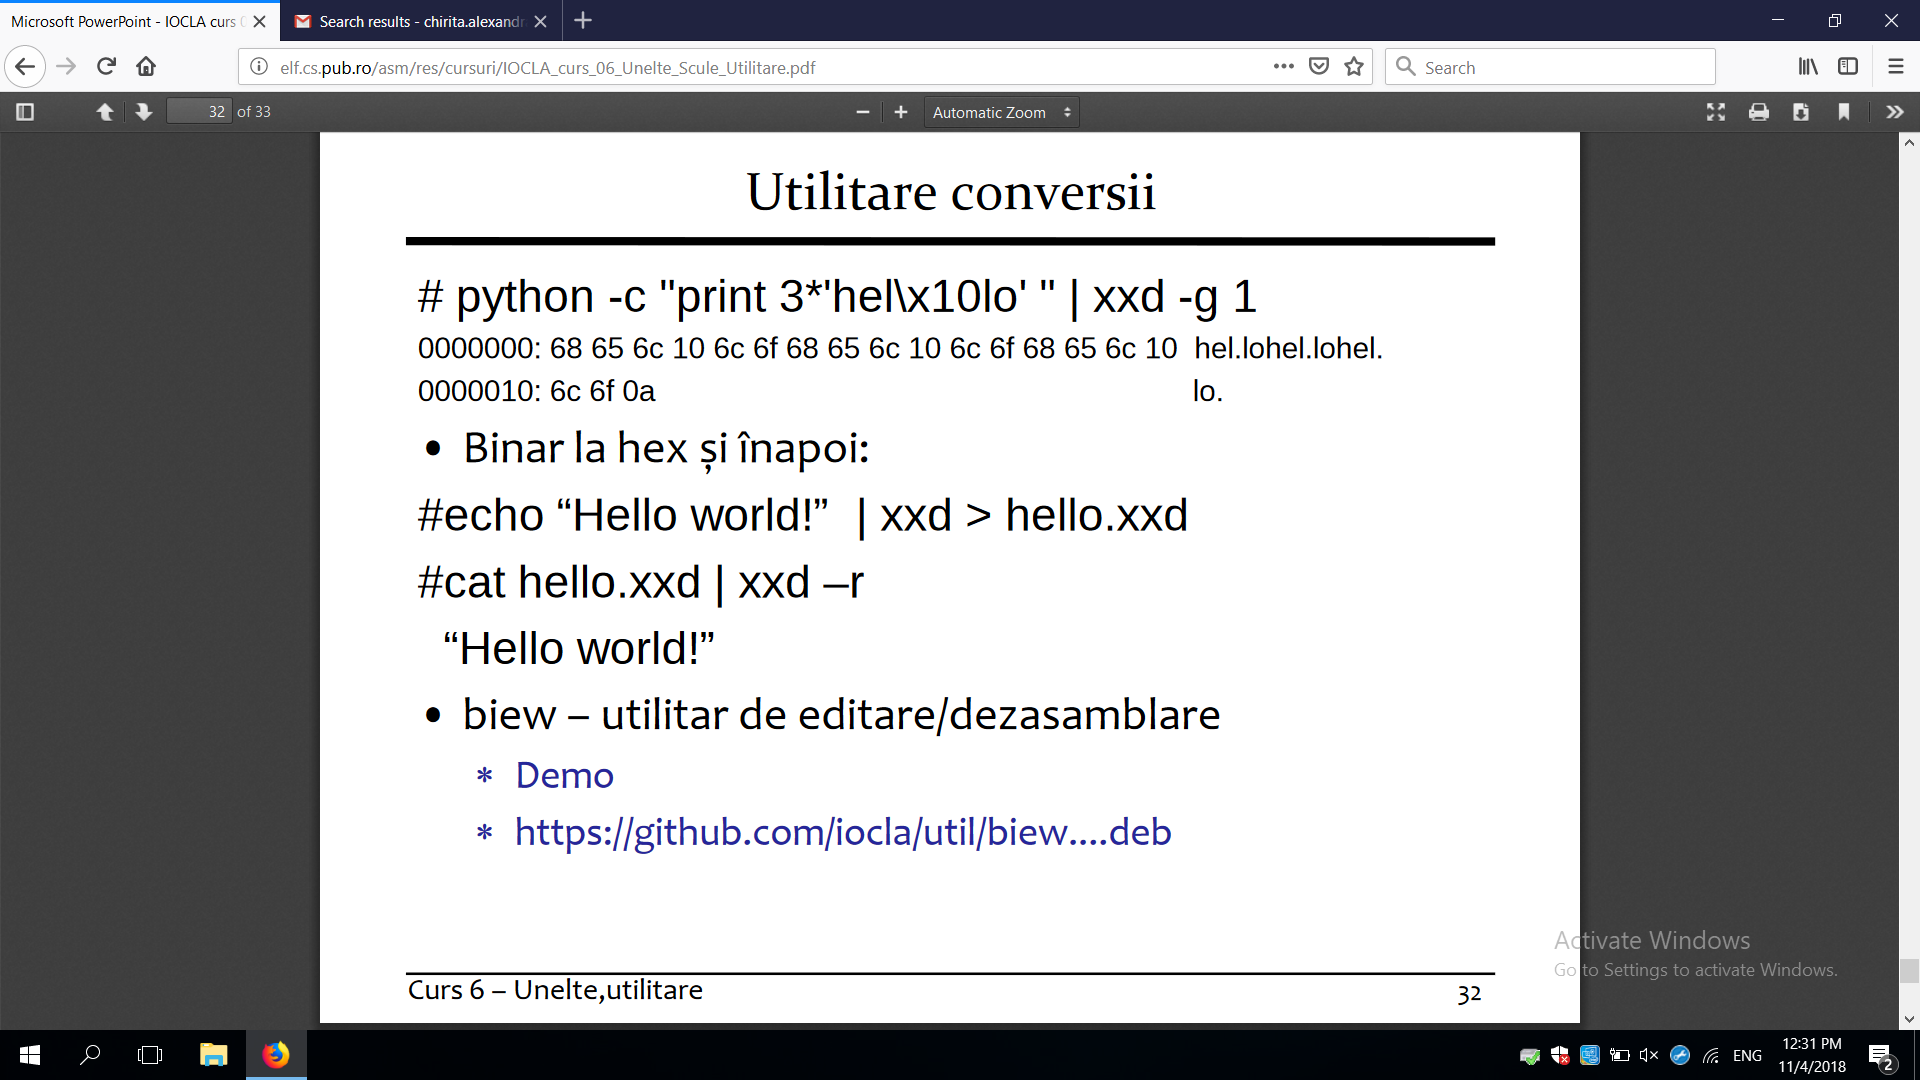 Microsoft PowerPoint - IOCLA curs 0
Search results - chirita.alexandr
elf.cs.pub.ro/asm/res/cursuri/IOCLA_curs_06_Unelte_Scule_Utilitare.pdf
Search
32 of 33
Automatic Zoom
Utilitare conversii
# python -c "print 3*'hel\x10lo' " | xxd -g 1
0000000: 68 65 6c 10 6c 6f 68 65 6c 10 6c 6f 68 65 6c 10 hel.lohel.lohel.
0000010: 6c 6f 0a lo.
• Binar la hex și înapoi:
#echo “Hello world!” | xxd > hello.xxd
#cat hello.xxd | xxd –r
“Hello world!”
• biew – utilitar de editare/dezasamblare
* Demo
* https://github.com/iocla/util/biew....deb
Activate Windows
Go to Settings to activate Windows.
Curs 6 – Unelte,utilitare 32
ENG
12:31 PM
11/4/2018
2